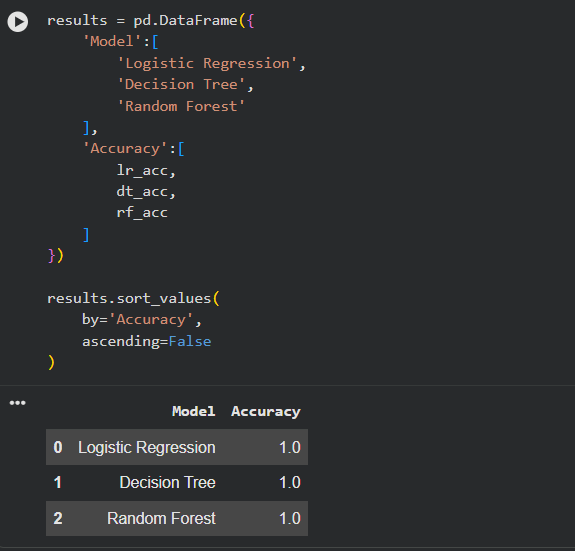 results = pd.DataFrame({
    'Model':[
        'Logistic Regression',
        'Decision Tree',
        'Random Forest'
    ],
    'Accuracy':[
        lr_acc,
        dt_acc,
        rf_acc
    ]
})

results.sort_values(
    by='Accuracy',
    ascending=False
)
Model Accuracy
0 Logistic Regression 1.0
1 Decision Tree 1.0
2 Random Forest 1.0